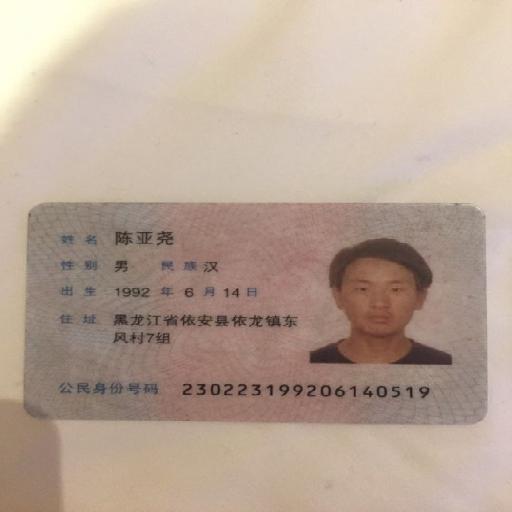 姓名 陈亚尧
性别 男 民族 汉
出生 1992 年 6 月 14 日
住址 黑龙江省依安县依龙镇东
风村7组
公民身份号码 230223199206140519